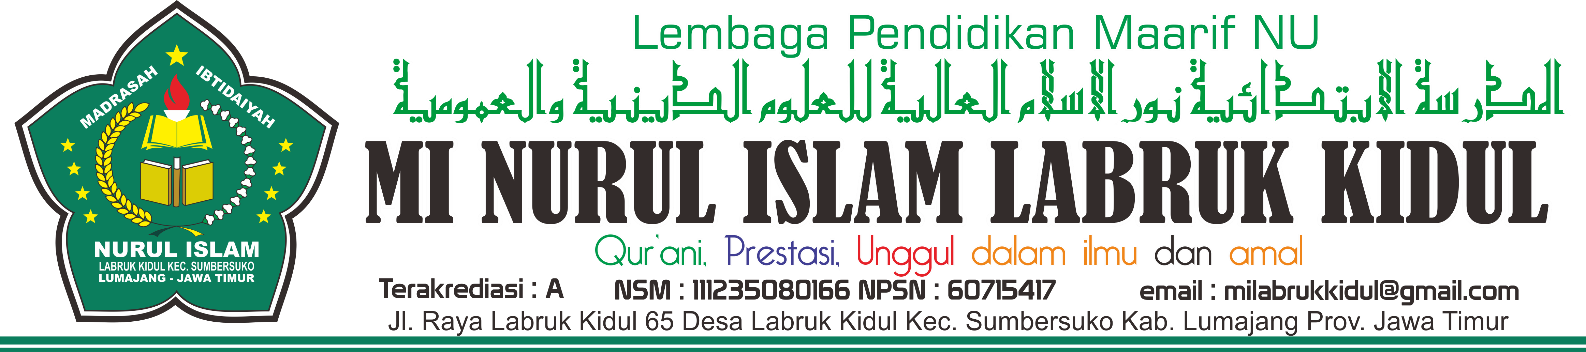 MADRASAH IBTIDAIYAH
NURUL ISLAM
LABRUK KIDUL KEC. SUMBERSUKO
LUMAJANG - JAWA TIMUR
Lembaga Pendidikan Maarif NU
المدرسة الإبتدائية نور الإسلام العالية للعلوم الدينية والعمومية
MI NURUL ISLAM LABRUK KIDUL
Qur'ani, Prestasi, Unggul dalam ilmu dan amal
Terakrediasi : A NSM : 111235080166 NPSN : 60715417 email : milabrukkidul@gmail.com
Jl. Raya Labruk Kidul 65 Desa Labruk Kidul Kec. Sumbersuko Kab. Lumajang Prov. Jawa Timur